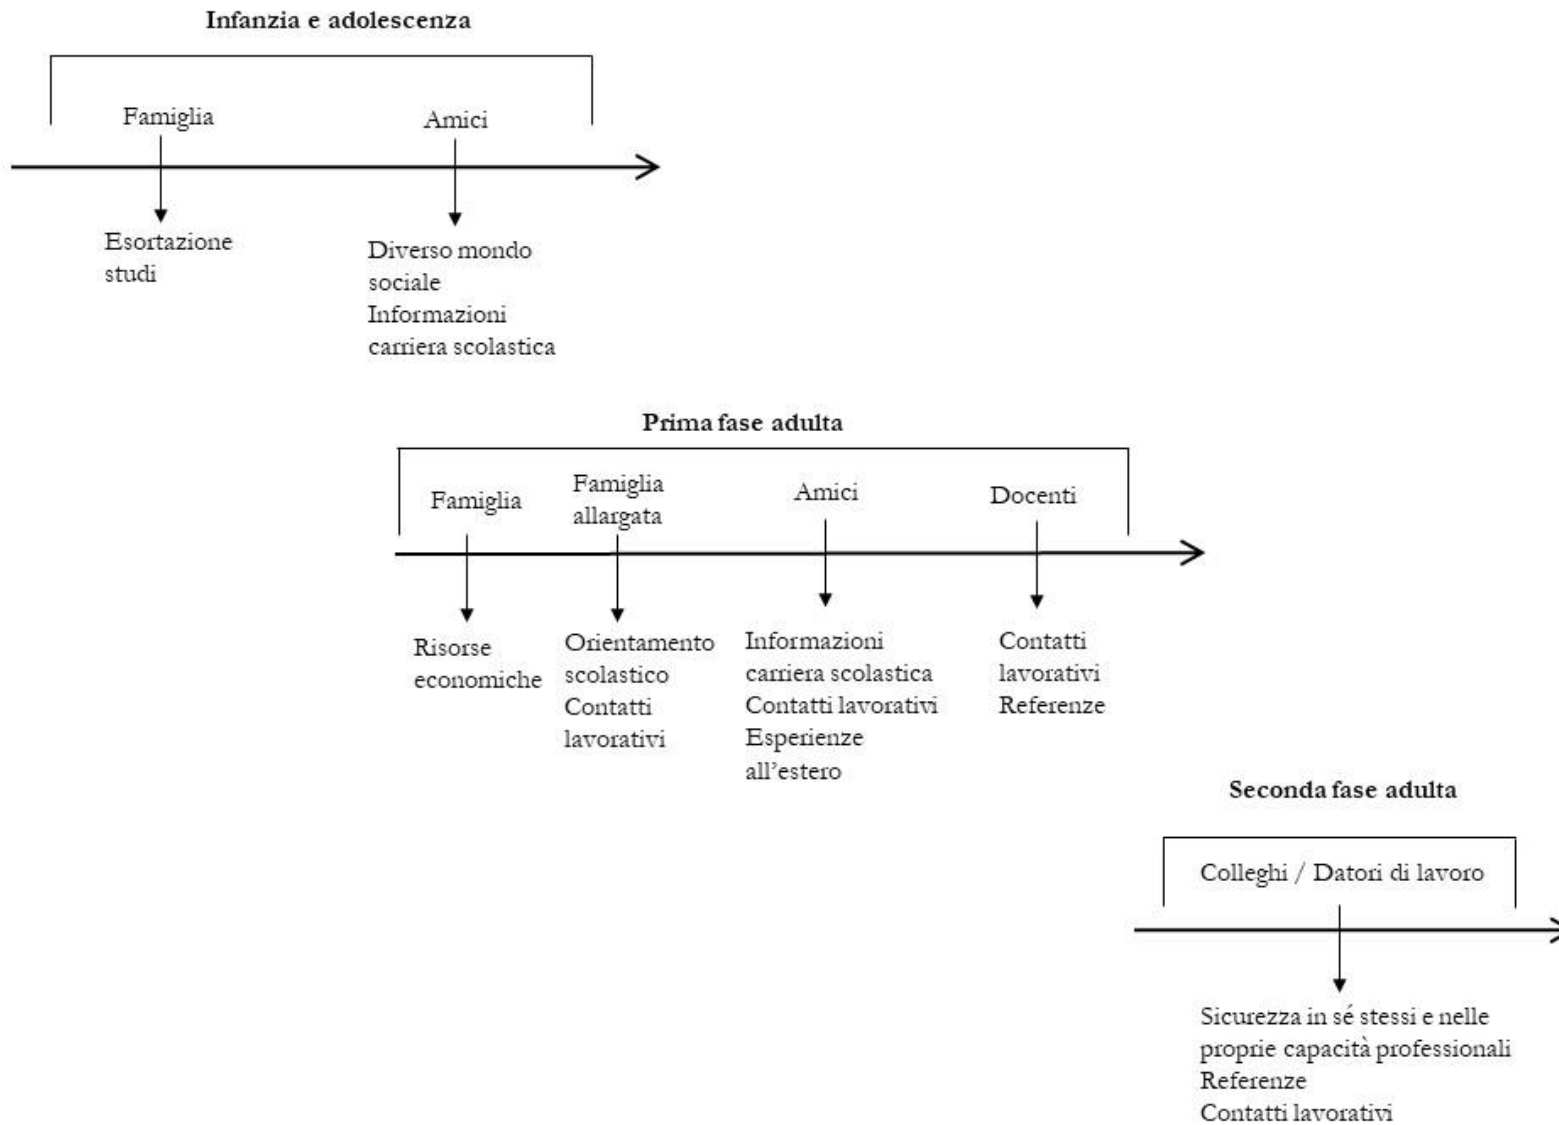 Infanzia e adolescenza
Famiglia
Amici
Esortazione
studi
Diverso mondo
sociale
Informazioni
carriera scolastica
Prima fase adulta
Famiglia
Famiglia
allargata
Amici
Docenti
Risorse
economiche
Orientamento
scolastico
Contatti
lavorativi
Informazioni
carriera scolastica
Contatti lavorativi
Esperienze
all’estero
Contatti
lavorativi
Referenze
Seconda fase adulta
Colleghi / Datori di lavoro
Sicurezza in sé stessi e nelle
proprie capacità professionali
Referenze
Contatti lavorativi